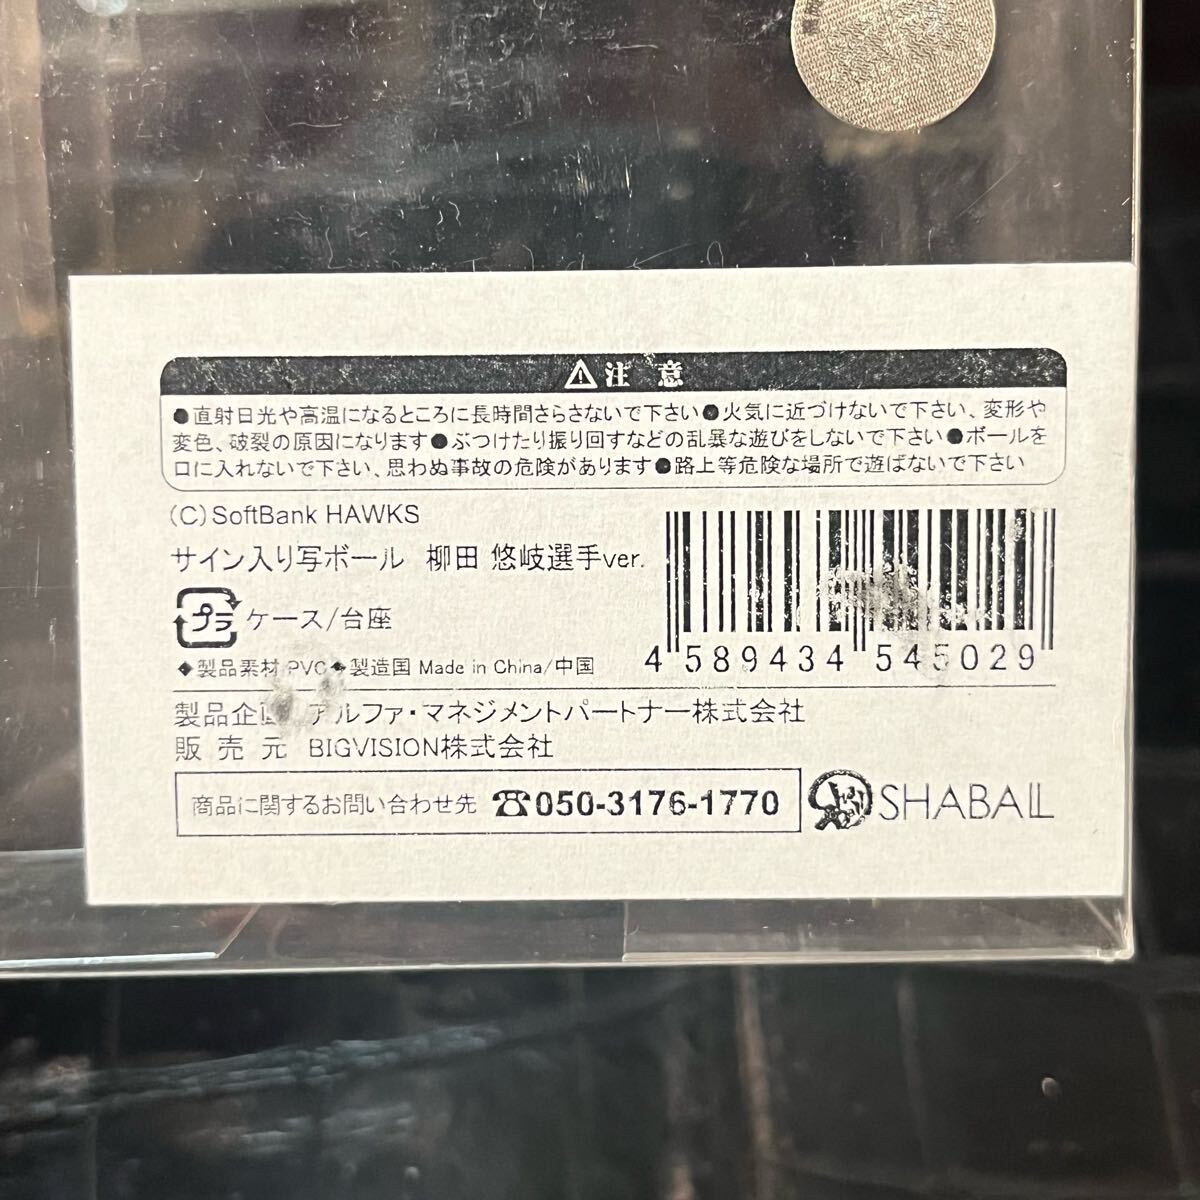 ⚠注 意
●直射日光や高温になるところに長時間さらさないで下さい●火気に近づけないで下さい、変形や
変色、破裂の原因になります●ぶつけたり振り回すなどの乱暴な遊びをしないで下さい●ボールを
口に入れないで下さい、思わぬ事故の危険があります●路上等危険な場所で遊ばないで下さい
(C)SoftBank HAWKS
サイン入り写ボール 柳田 悠岐選手ver.
プラ ケース/台座
4 589434 545029
◆製品素材 PVC◆製造国 Made in China/中国
製品企画 アルファ・マネジメントパートナー株式会社
販売元 BIGVISION株式会社
商品に関するお問い合わせ先 ☎050-3176-1770
SHABALL